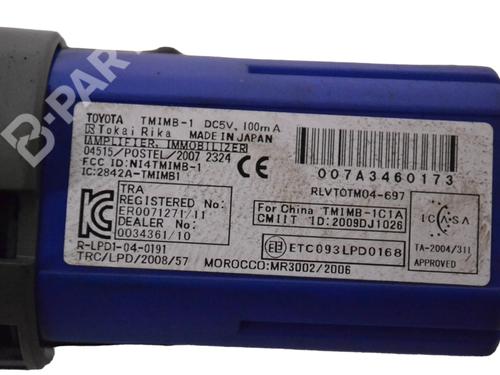 B-PARTS
TOYOTA TMIMB-1 DC5V, 100mA
Tokai Rika MADE IN JAPAN
AMPLIFIER, IMMOBILIZER
04515/POSTEL/2007 2324
FCC ID:NI4TMIMB-1
IC:2842A-TMIMB1
CE
007A3460173
RLVTOTM04-697
TRA
REGISTERED No:
ER0071271/11
DEALER No:
0034361/10
For China TMIMB-1C1A
CMIIT ID:2009DJ1026
ICASA
TA-2004/311
APPROVED
ETC093LPD0168
R-LPD1-04-0191
TRC/LPD/2008/57
MOROCCO:MR3002/2006